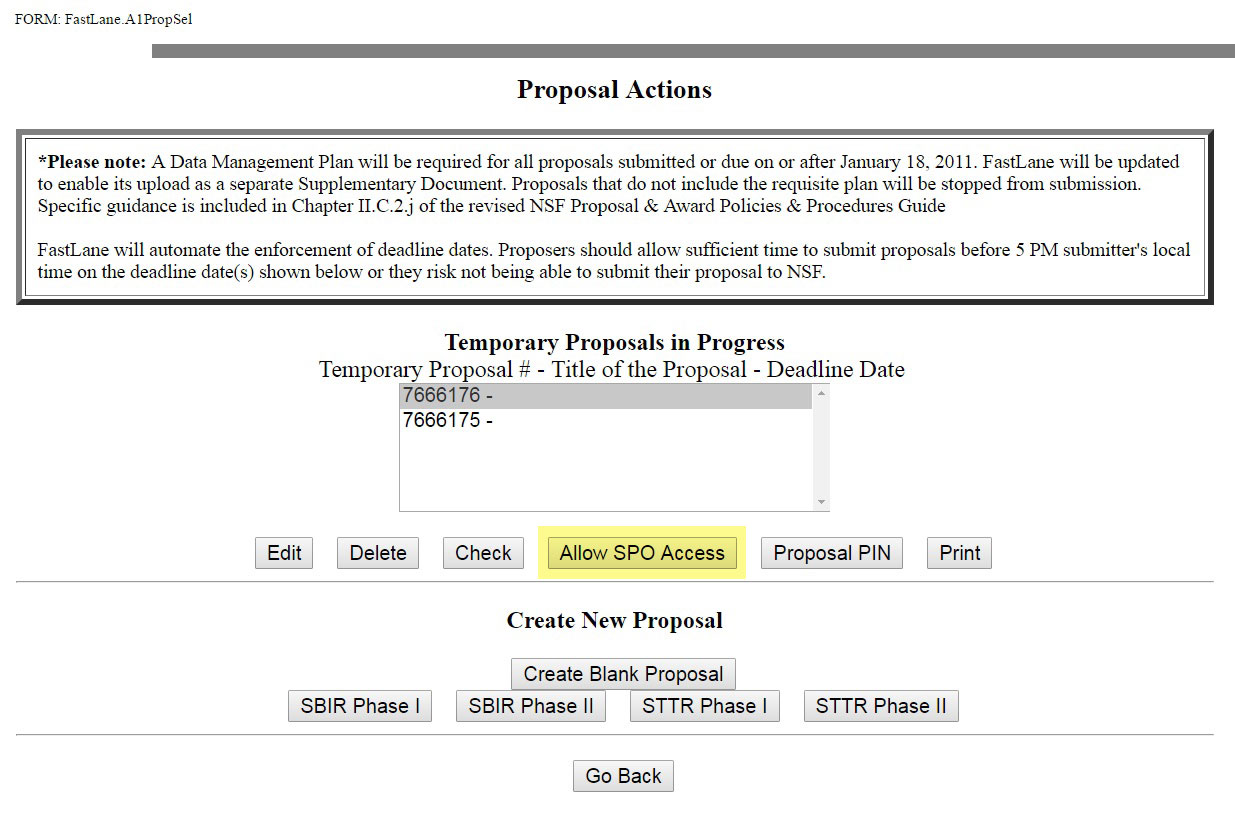 FORM: FastLane.A1PropSel
Proposal Actions
*Please note: A Data Management Plan will be required for all proposals submitted or due on or after January 18, 2011. FastLane will be updated
to enable its upload as a separate Supplementary Document. Proposals that do not include the requisite plan will be stopped from submission.
Specific guidance is included in Chapter II.C.2.j of the revised NSF Proposal & Award Policies & Procedures Guide
FastLane will automate the enforcement of deadline dates. Proposers should allow sufficient time to submit proposals before 5 PM submitter's local
time on the deadline date(s) shown below or they risk not being able to submit their proposal to NSF.
Temporary Proposals in Progress
Temporary Proposal # - Title of the Proposal - Deadline Date
7666176 -
7666175 -
Edit Delete Check Allow SPO Access Proposal PIN Print
Create New Proposal
Create Blank Proposal
SBIR Phase I SBIR Phase II STTR Phase I STTR Phase II
Go Back